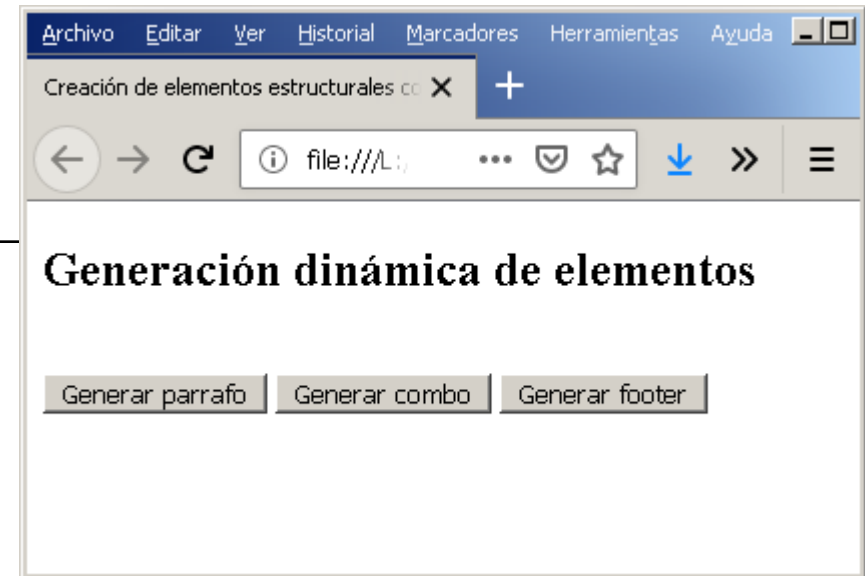 Archivo Editar Ver Historial Marcadores Herramientas Ayuda
Creación de elementos estructurales
file:///L:/
Generación dinámica de elementos
Generar parrafo Generar combo Generar footer